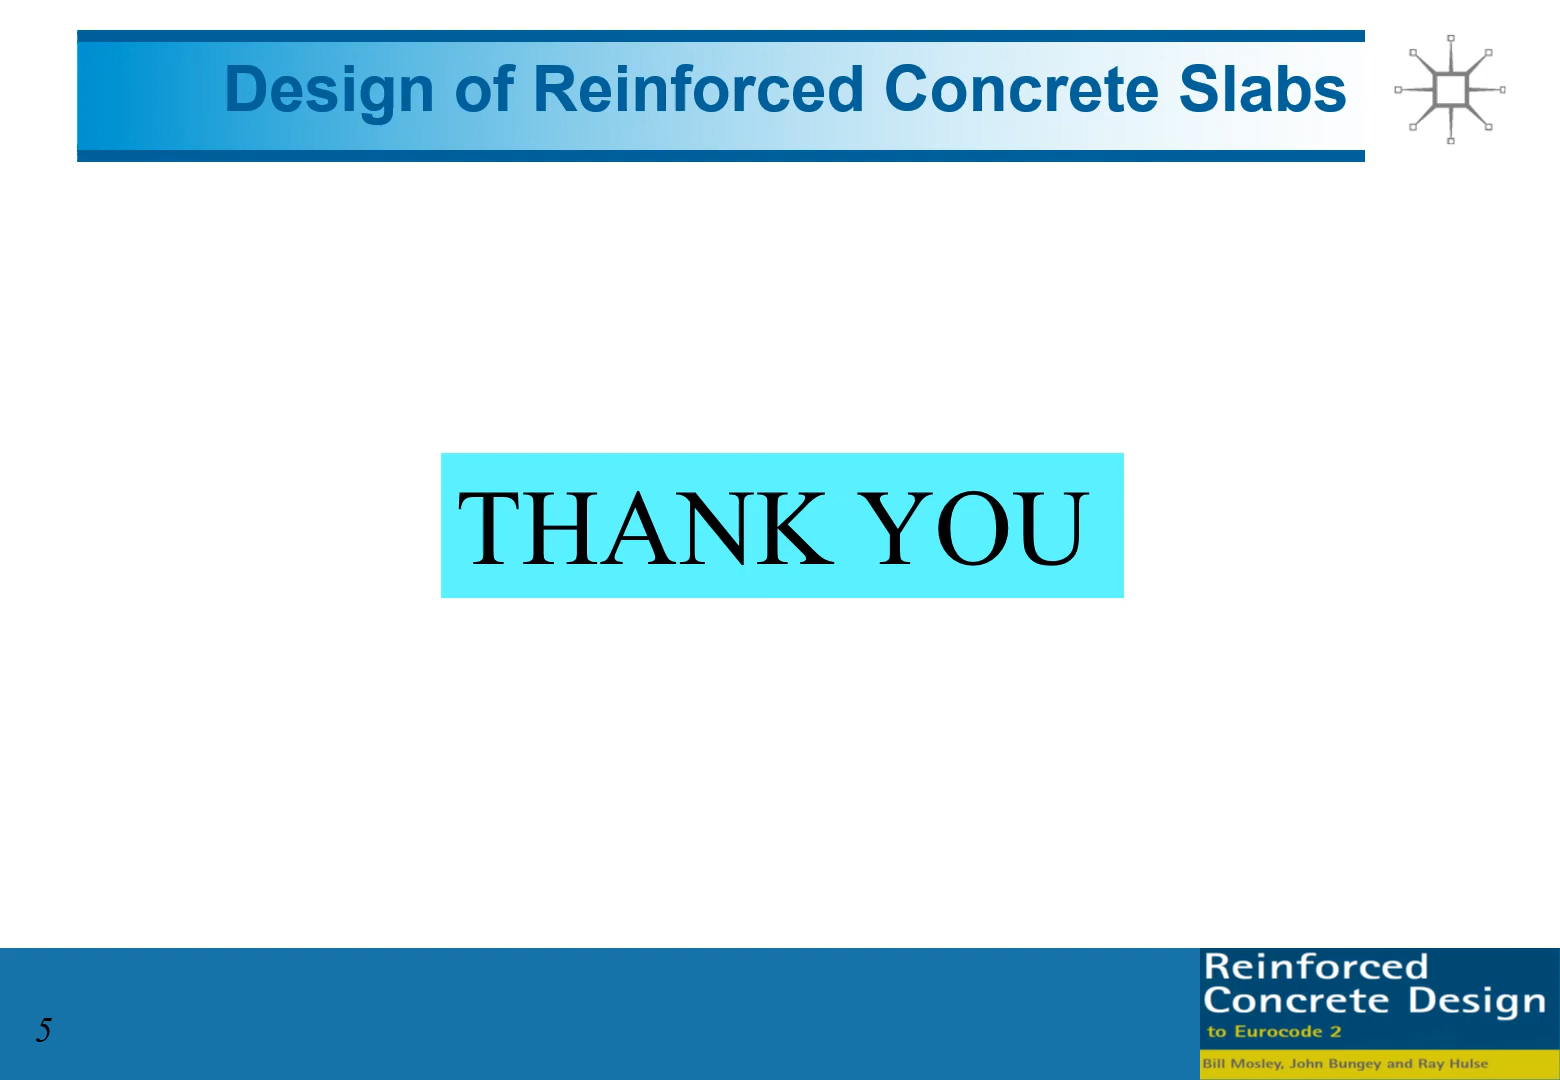 Design of Reinforced Concrete Slabs
THANK YOU
5
Reinforced
Concrete Design
to Eurocode 2
Bill Mosley, John Bungey and Ray Hulse